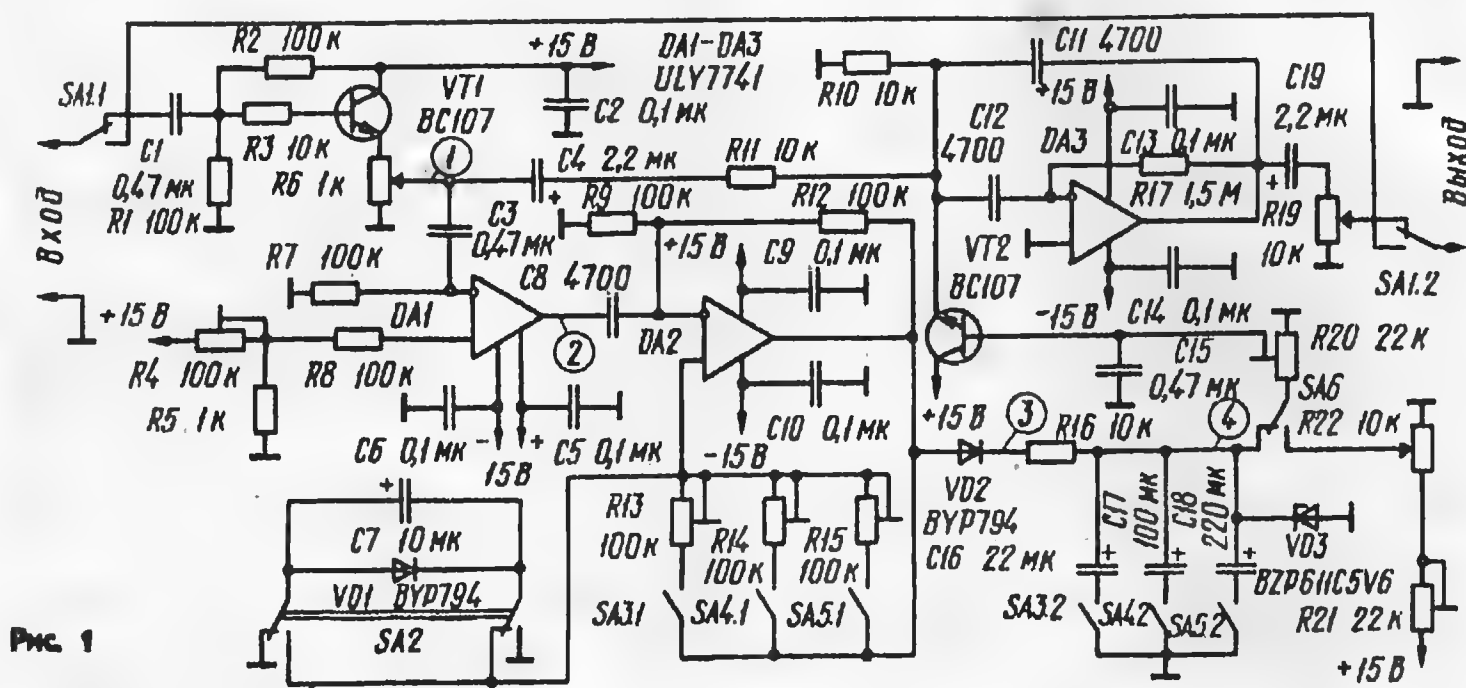 R2 100к
+15 В
DA1-DA3
ULY7741
C11 4700
SA1.1
VT1
BC107
C2 0,1мк
R10 10к
+15 В
C19
2,2 мк
C1
0,47 мк
R1 100к
R3 10к
R6 1к
1
C4 2,2 мк
+
R11 10к
C12
4700
DA3
C13 0,1мк
R17 1,5 М
+
R19
10к
Вход
Выход
C3
0,47 мк
R9
100к
R12 100к
+15 В
C9
0,1 мк
VT2
BC107
SA1.2
R7
100к
C8 4700
+15 В
DA1
DA2
2
-15 В
C14 0,1 мк
R4 100к
R8 100к
C15
0,47 мк
R20 22к
R5 1к
C6 0,1мк
- +
15 В
C5 0,1 мк
C10 0,1 мк
-15 В
+15 В
3
R16 10к
4
SA6
R22 10к
+
C7 10 мк
VD1 BYP794
SA2
R13
100к
R14
100к
R15
100к
VD2
BYP794
C16 22 мк
C17
100 мк
C18
220 мк
+
+
+
VD3
BZP611C5V6
SA3.1
SA4.1
SA5.1
SA3.2
SA4.2
SA5.2
R21 22к
+15 В
Рис. 1